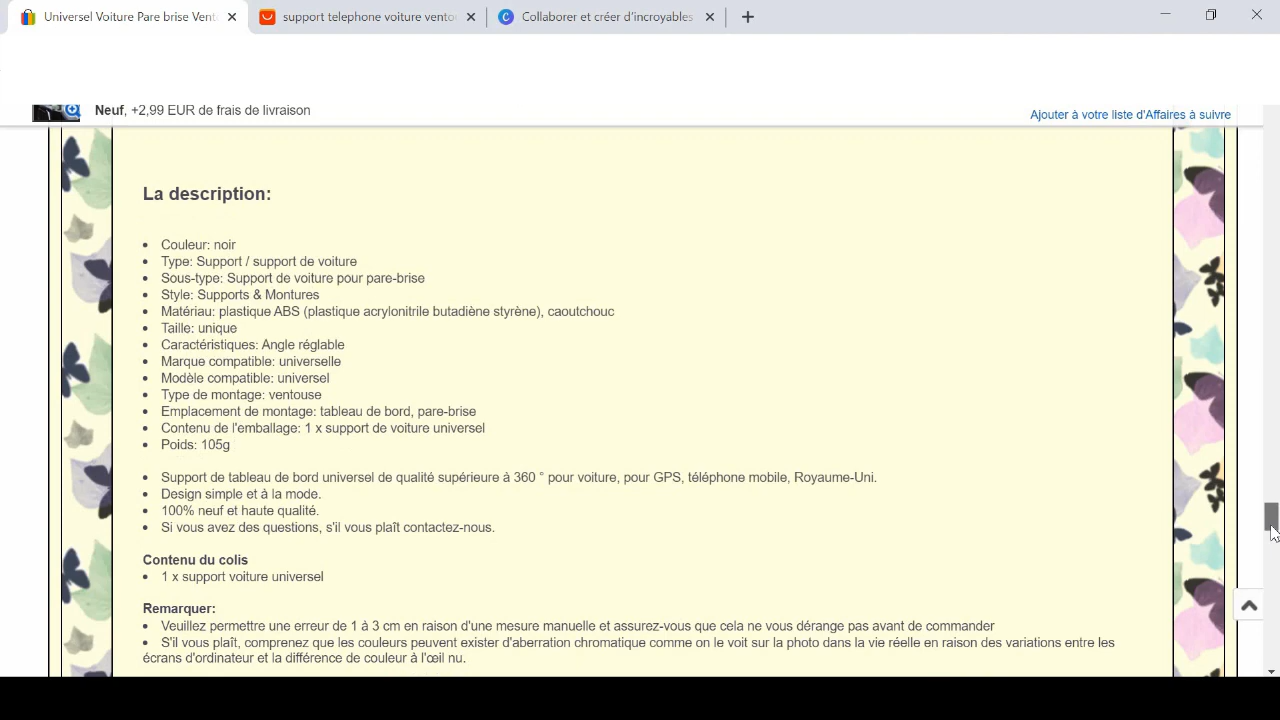 Universel Voiture Pare brise Vent
support telephone voiture vento
Collaborer et créer d'incroyables
Neuf, +2,99 EUR de frais de livraison
Ajouter à votre liste d'Affaires à suivre
La description:
Couleur: noir
Type: Support / support de voiture
Sous-type: Support de voiture pour pare-brise
Style: Supports & Montures
Matériau: plastique ABS (plastique acrylonitrile butadiène styrène), caoutchouc
Taille: unique
Caractéristiques: Angle réglable
Marque compatible: universelle
Modèle compatible: universel
Type de montage: ventouse
Emplacement de montage: tableau de bord, pare-brise
Contenu de l'emballage: 1 x support de voiture universel
Poids: 105g
Support de tableau de bord universel de qualité supérieure à 360 ° pour voiture, pour GPS, téléphone mobile, Royaume-Uni.
Design simple et à la mode.
100% neuf et haute qualité.
Si vous avez des questions, s'il vous plaît contactez-nous.
Contenu du colis
1 x support voiture universel
Remarquer:
Veuillez permettre une erreur de 1 à 3 cm en raison d'une mesure manuelle et assurez-vous que cela ne vous dérange pas avant de commander
S'il vous plaît, comprenez que les couleurs peuvent exister d'aberration chromatique comme on le voit sur la photo dans la vie réelle en raison des variations entre les
écrans d'ordinateur et la différence de couleur à l'œil nu.